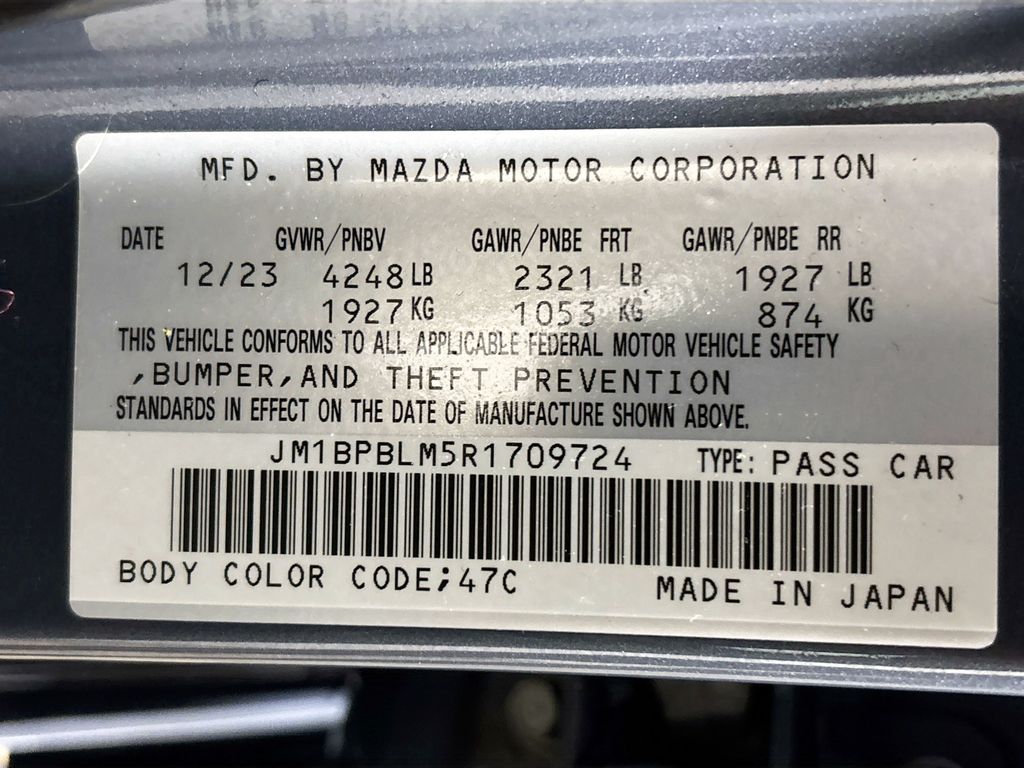 MFD. BY MAZDA MOTOR CORPORATION
DATE GVWR/PNBV GAWR/PNBE FRT GAWR/PNBE RR
12/23 4248 LB 2321 LB 1927 LB
1927 KG 1053 KG 874 KG
THIS VEHICLE CONFORMS TO ALL APPLICABLE FEDERAL MOTOR VEHICLE SAFETY
,BUMPER,AND THEFT PREVENTION
STANDARDS IN EFFECT ON THE DATE OF MANUFACTURE SHOWN ABOVE.
JM1BPBLM5R1709724 TYPE: PASS CAR
BODY COLOR CODE;47C MADE IN JAPAN